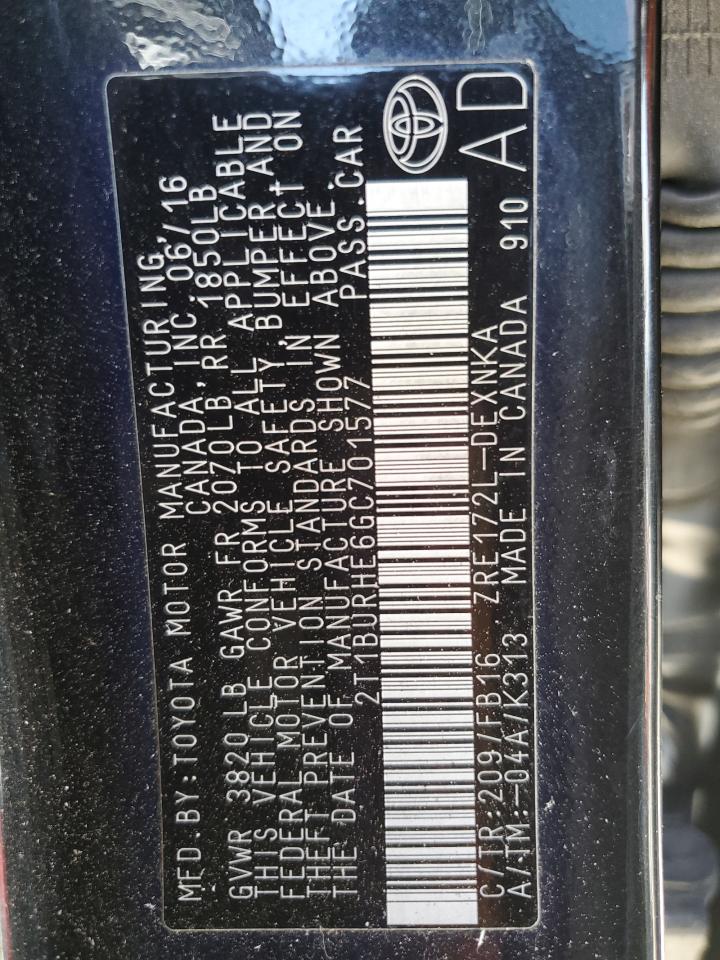 MFD.BY:TOYOTA MOTOR MANUFACTURING,
CANADA, INC. 06/16
GVWR 3820LB GAWR FR 2070LB, RR 1850LB
THIS VEHICLE CONFORMS TO ALL APPLICABLE
FEDERAL MOTOR VEHICLE SAFETY, BUMPER, AND
THEFT PREVENTION STANDARDS IN EFFECT ON
THE DATE OF MANUFACTURE SHOWN ABOVE.
2T1BURHE6GC701577 PASS.CAR
C/TR:209/FB16 ZRE172L-DEXNKA 910 AD
A/TM:-04A/K313 MADE IN CANADA